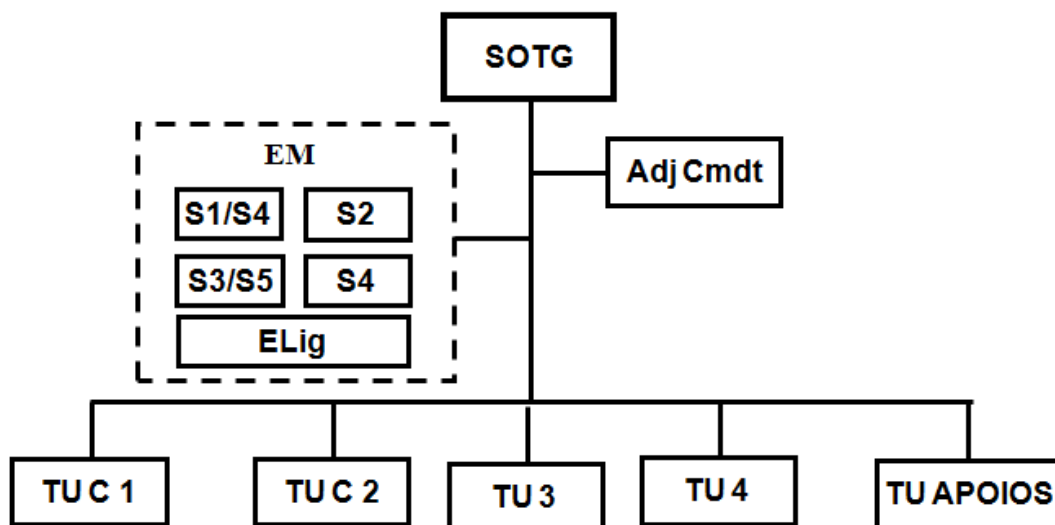 SOTG
Adj Cmdt
EM
S1/S4
S2
S3/S5
S4
ELig
TU C 1
TU C 2
TU 3
TU 4
TU APOIOS